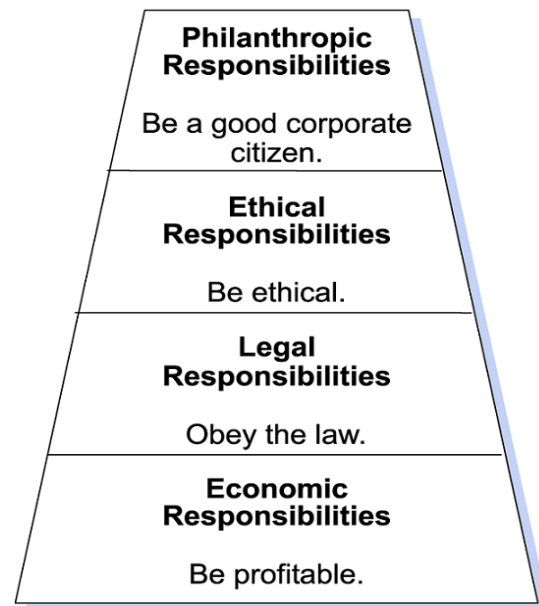 Philanthropic
Responsibilities
Be a good corporate
citizen.
Ethical
Responsibilities
Be ethical.
Legal
Responsibilities
Obey the law.
Economic
Responsibilities
Be profitable.